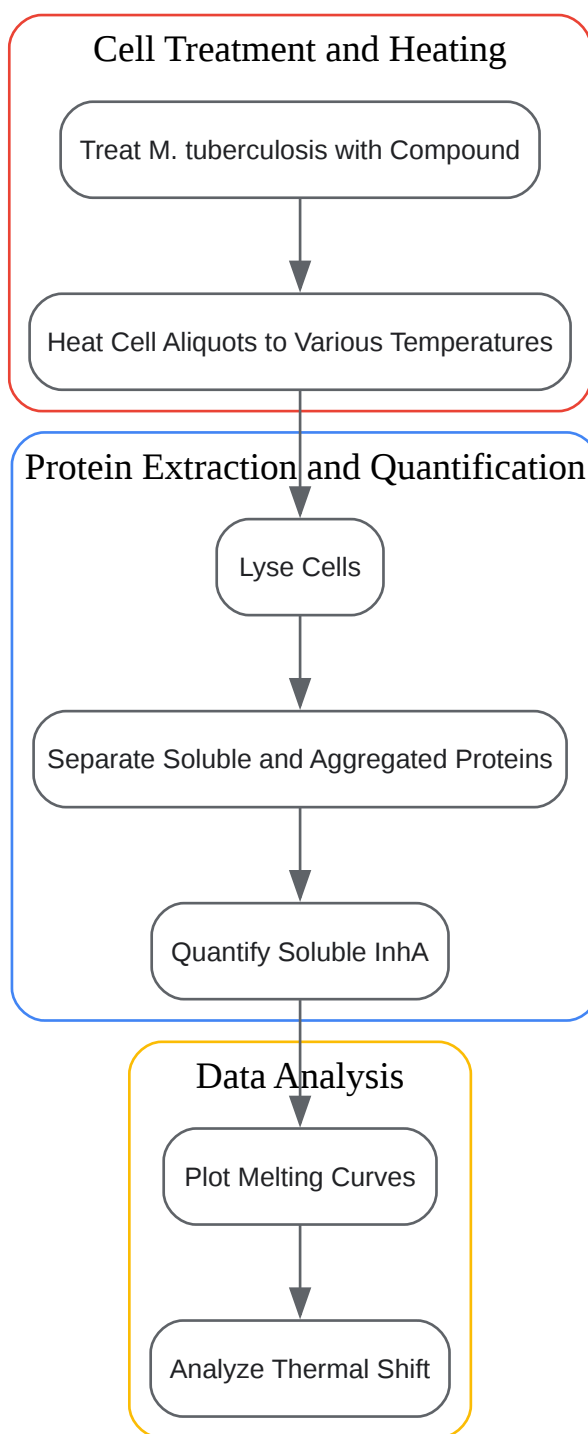 Cell Treatment and Heating
Treat M. tuberculosis with Compound
Heat Cell Aliquots to Various Temperatures
Protein Extraction and Quantification
Lyse Cells
Separate Soluble and Aggregated Proteins
Quantify Soluble InhA
Data Analysis
Plot Melting Curves
Analyze Thermal Shift